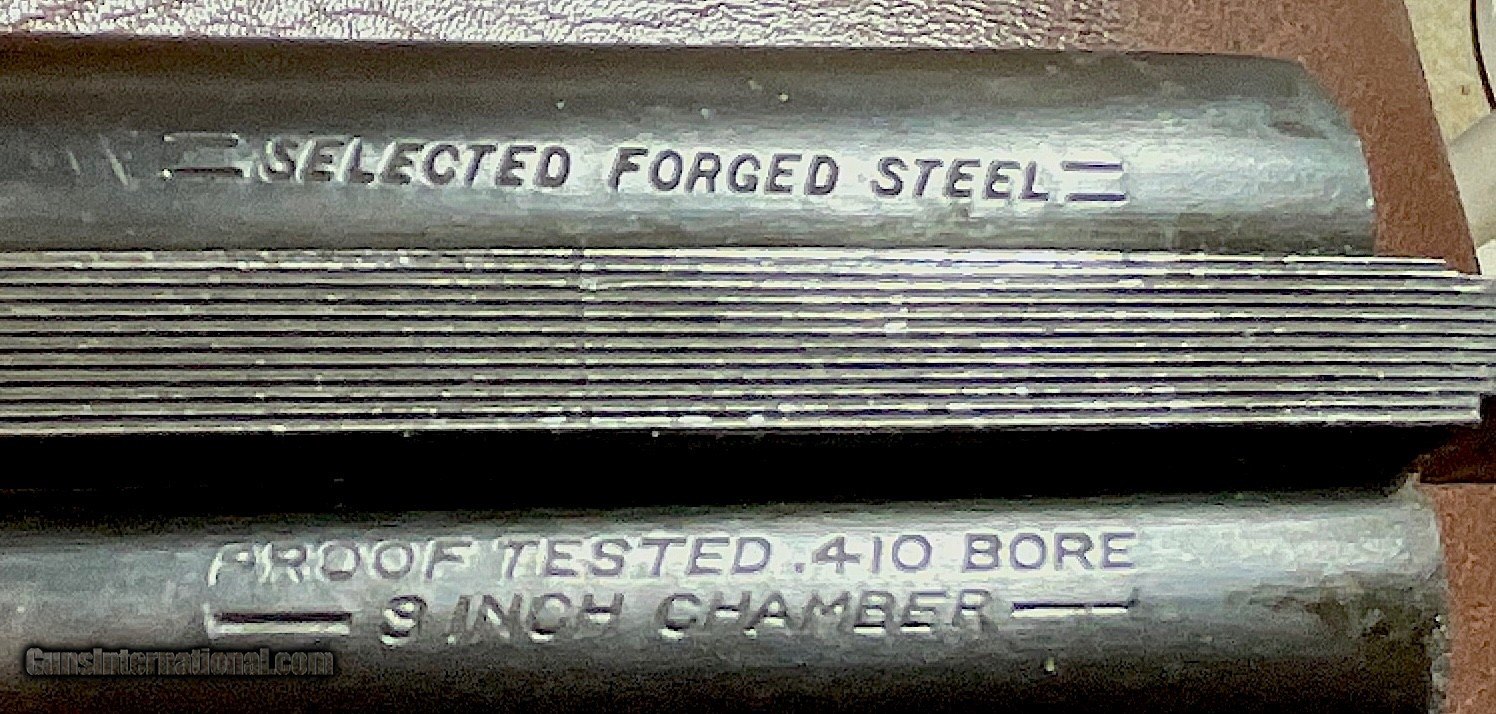 =SELECTED FORGED STEEL=
PROOF TESTED .410 BORE
— 3 INCH CHAMBER —
GunsInternational.com